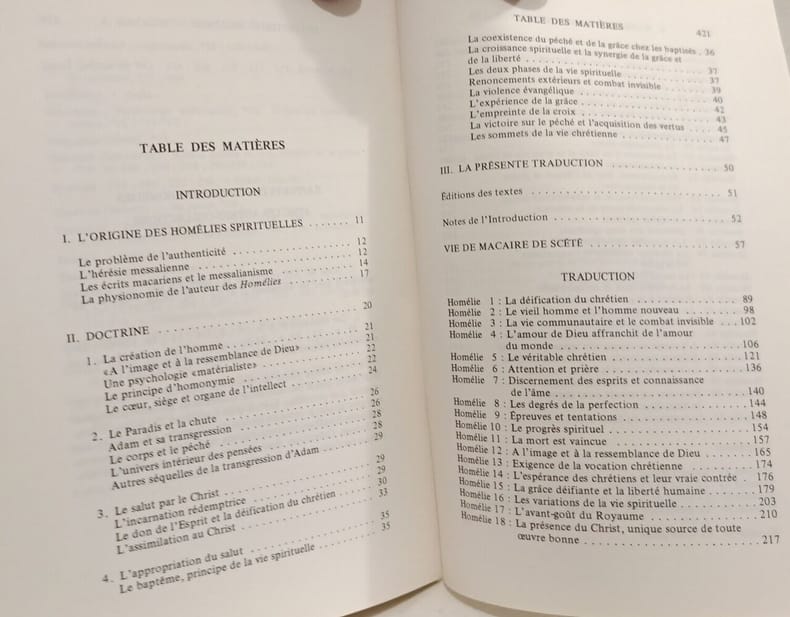 TABLE DES MATIÈRES
INTRODUCTION
I. L'ORIGINE DES HOMÉLIES SPIRITUELLES ....... 11
Le problème de l'authenticité .................. 12
L'hérésie messalienne ......................... 12
Les écrits macariens et le messalianisme ............ 14
La physionomie de l'auteur des Homélies ............ 17
II. DOCTRINE ............................. 20
1. La création de l'homme ..................... 21
«A l'image et à la ressemblance de Dieu» ........... 21
Une psychologie «matérialiste» ................. 22
Le principe d'homonymie ..................... 22
Le cœur, siège et organe de l'intellect ............. 24
2. Le Paradis et la chute ....................... 26
Adam et sa transgression ..................... 26
Le corps et le péché ......................... 28
L'univers intérieur des pensées ................. 28
Autres séquelles de la transgression d'Adam ......... 29
3. Le salut par le Christ ....................... 29
L'incarnation rédemptrice ..................... 29
Le don de l'Esprit et la déification du chrétien ....... 30
L'assimilation au Christ ...................... 33
4. L'appropriation du salut ..................... 35
Le baptême, principe de la vie spirituelle ........... 35
TABLE DES MATIÈRES 421
La coexistence du péché et de la grâce chez les baptisés . 36
La croissance spirituelle et la synergie de la grâce et
de la liberté ............................. 37
Les deux phases de la vie spirituelle ............... 37
Renoncements extérieurs et combat invisible ......... 39
La violence évangélique ...................... 40
L'expérience de la grâce ...................... 42
L'empreinte de la croix ....................... 43
La victoire sur le péché et l'acquisition des vertus ..... 45
Les sommets de la vie chrétienne ................. 47
III. LA PRÉSENTE TRADUCTION ................ 50
Éditions des textes ........................... 51
Notes de l'Introduction ......................... 52
VIE DE MACAIRE DE SCÉTÉ .................. 57
TRADUCTION
Homélie 1 : La déification du chrétien ............... 89
Homélie 2 : Le vieil homme et l'homme nouveau ........ 98
Homélie 3 : La vie communautaire et le combat invisible ... 102
Homélie 4 : L'amour de Dieu affranchit de l'amour
du monde ........................... 106
Homélie 5 : Le véritable chrétien .................. 121
Homélie 6 : Attention et prière ................... 136
Homélie 7 : Discernement des esprits et connaissance
de l'âme ............................ 140
Homélie 8 : Les degrés de la perfection .............. 144
Homélie 9 : Épreuves et tentations ................. 148
Homélie 10 : Le progrès spirituel ................... 154
Homélie 11 : La mort est vaincue ................... 157
Homélie 12 : A l'image et à la ressemblance de Dieu ...... 165
Homélie 13 : Exigence de la vocation chrétienne ......... 174
Homélie 14 : L'espérance des chrétiens et leur vraie contrée . 176
Homélie 15 : La grâce déifiante et la liberté humaine ...... 179
Homélie 16 : Les variations de la vie spirituelle .......... 203
Homélie 17 : L'avant-goût du Royaume ............... 210
Homélie 18 : La présence du Christ, unique source de toute
œuvre bonne ......................... 217